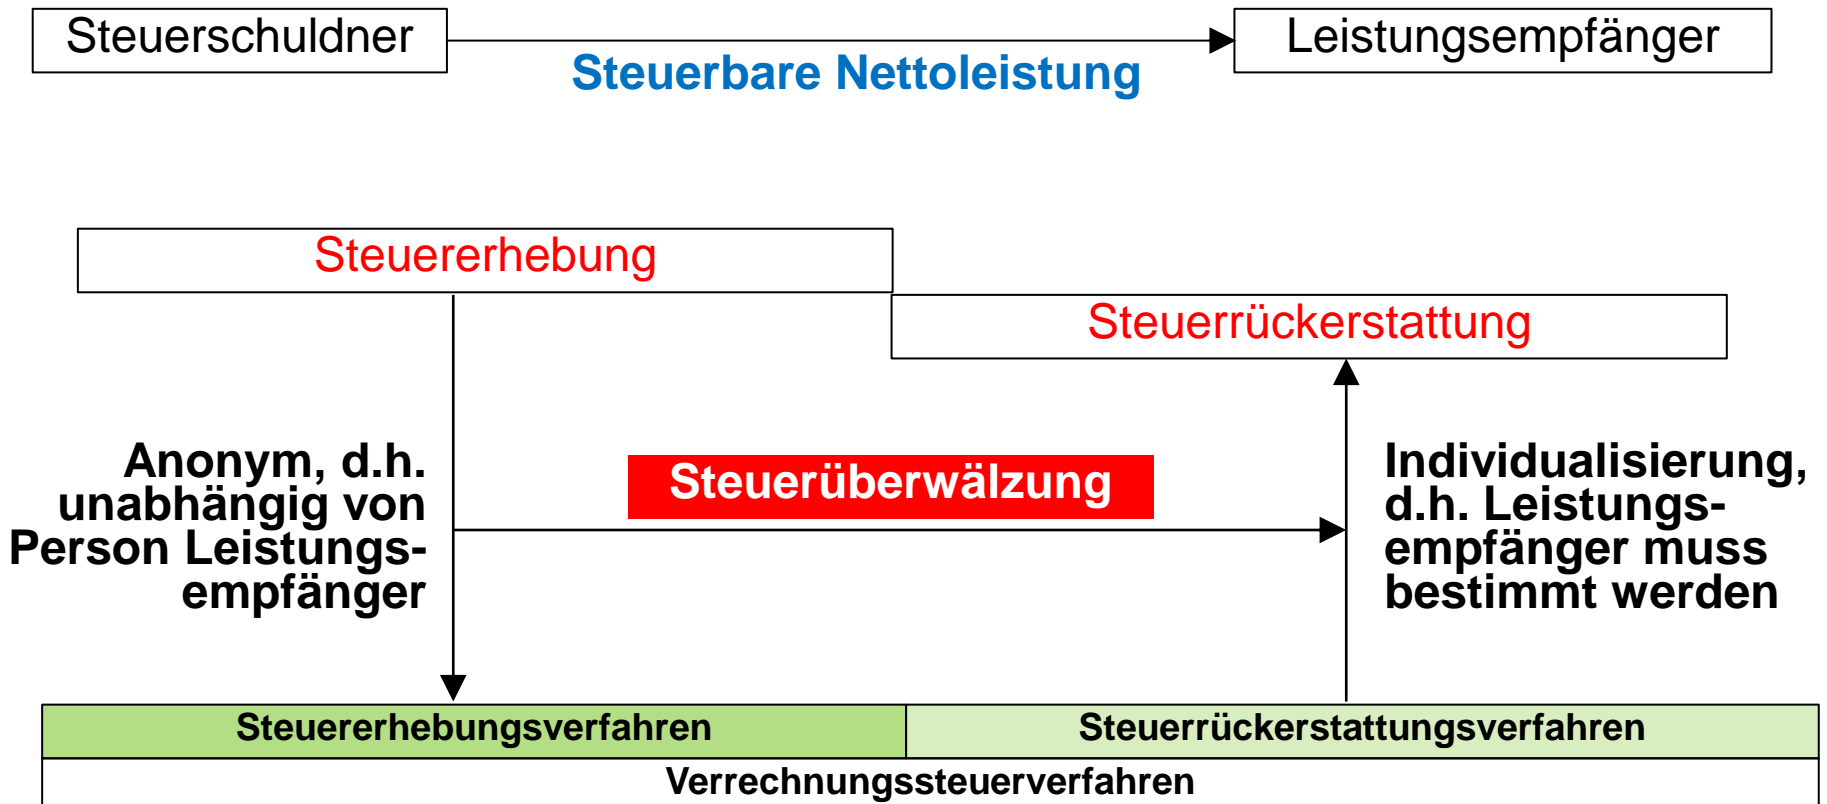 Steuerschuldner
Leistungsempfänger
Steuerbare Nettoleistung
Steuererhebung
Steuerrückerstattung
Anonym, d.h.
unabhängig von
Person Leistungs-
empfänger
Steuerüberwälzung
Individualisierung,
d.h. Leistungs-
empfänger muss
bestimmt werden
Steuererhebungsverfahren
Steuerrückerstattungsverfahren
Verrechnungssteuerverfahren